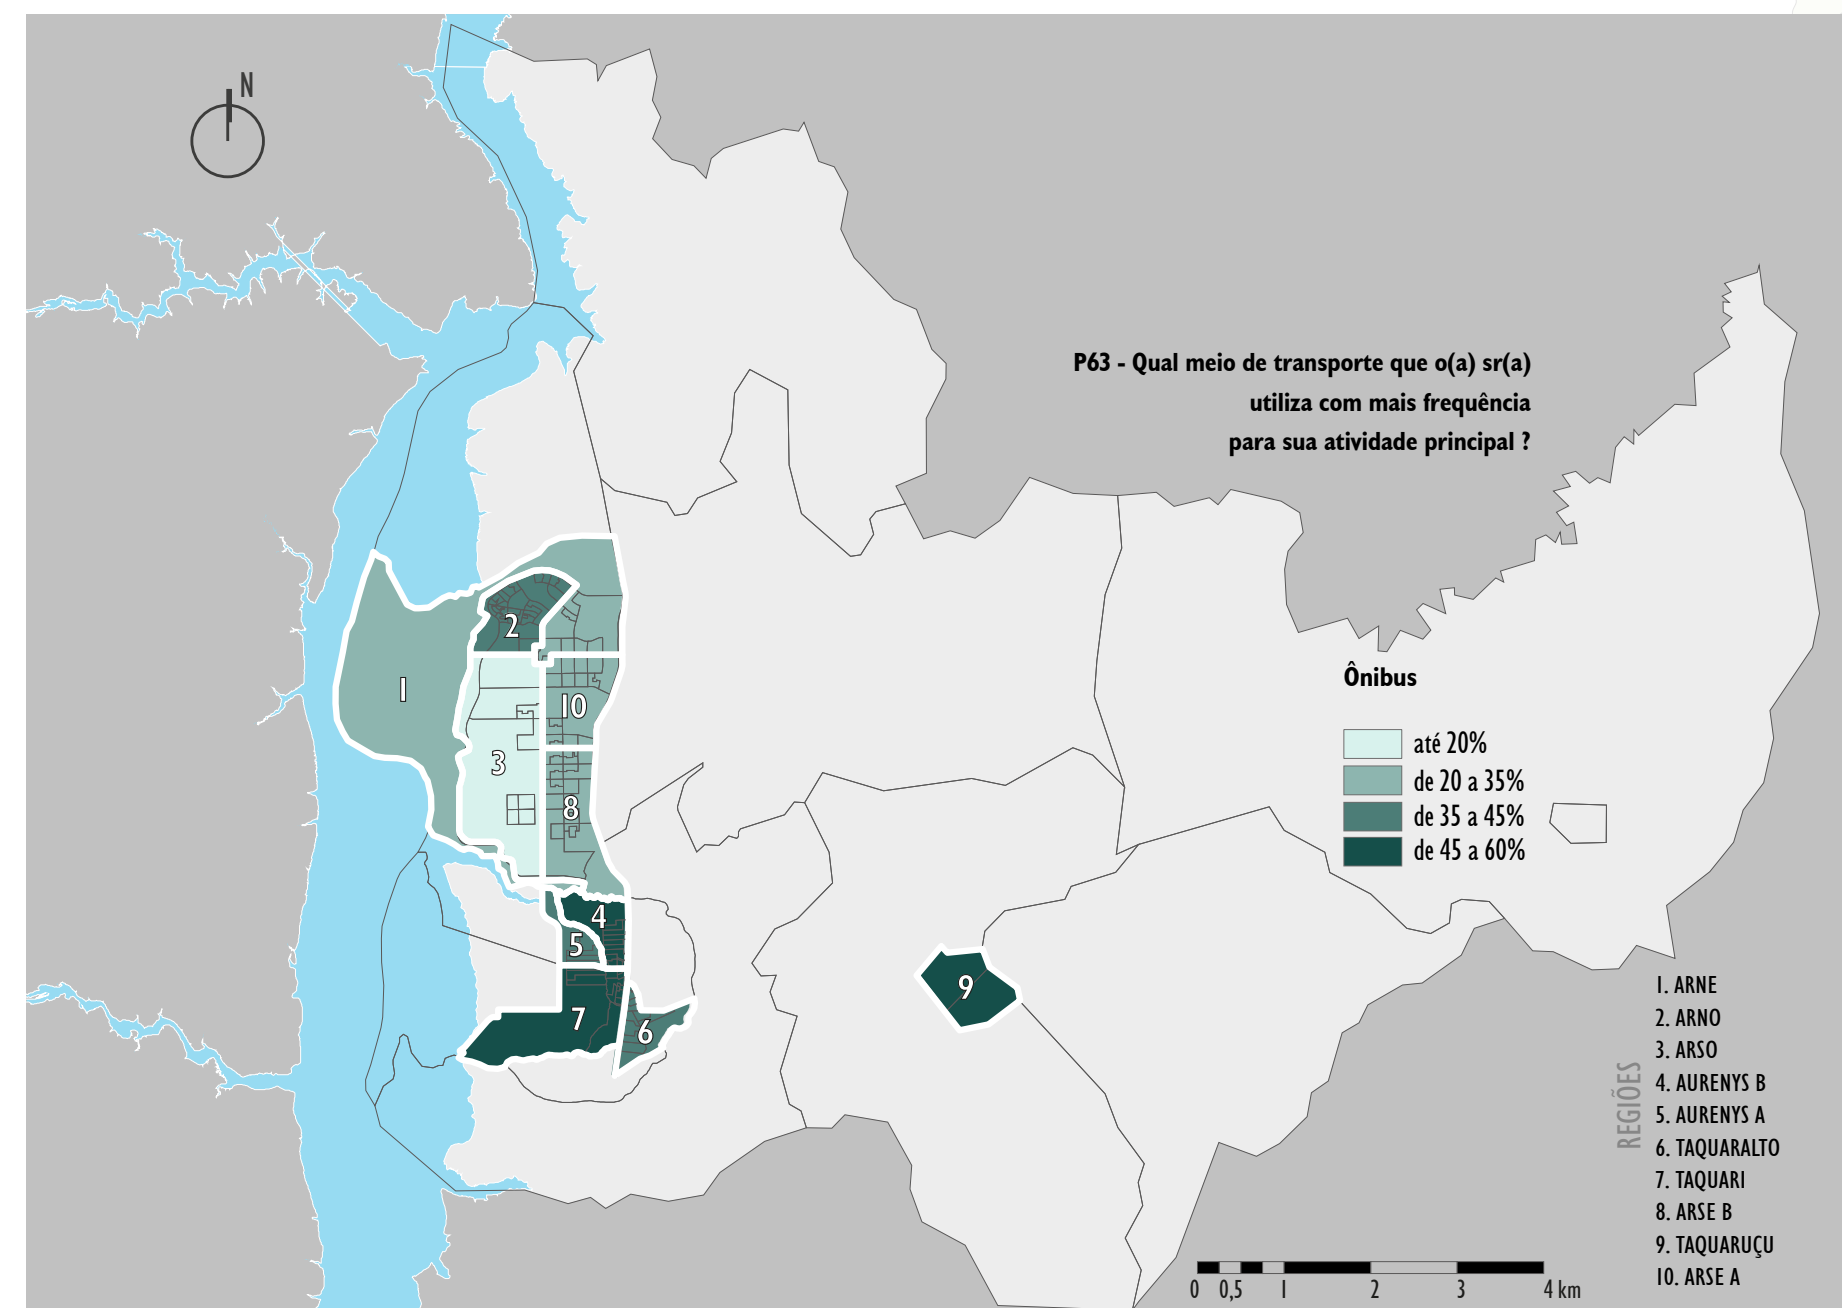 N
P63 - Qual meio de transporte que o(a) sr(a)
utiliza com mais frequência
para sua atividade principal ?
2
1
10
3
8
4
5
9
7
6
Ônibus
até 20%
de 20 a 35%
de 35 a 45%
de 45 a 60%
REGIÕES
1. ARNE
2. ARNO
3. ARSO
4. AURENYS B
5. AURENYS A
6. TAQUARALTO
7. TAQUARI
8. ARSE B
9. TAQUARUÇU
10. ARSE A
0 0,5 1 2 3 4 km